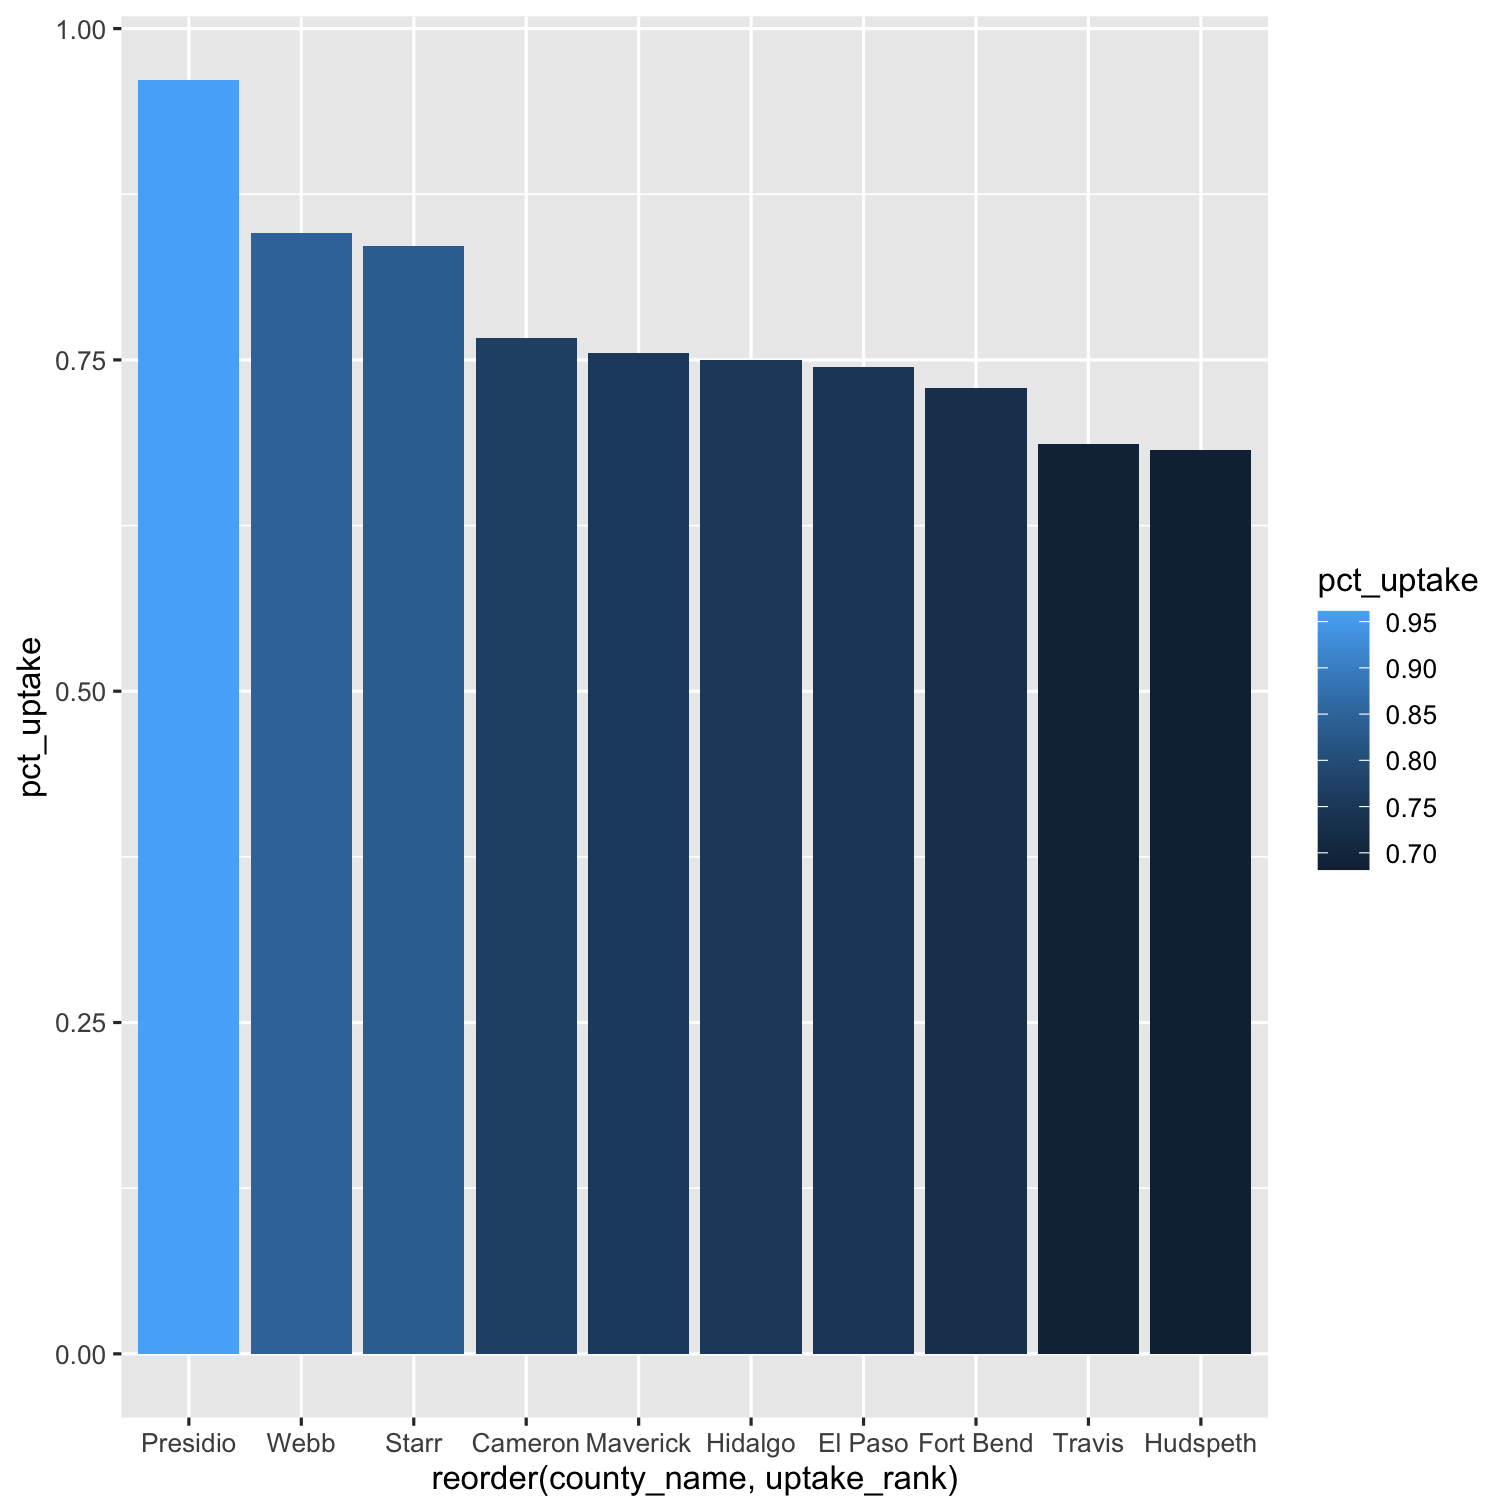 1.00
0.75
0.50
0.25
0.00
pct_uptake
Presidio Webb Starr Cameron Maverick Hidalgo El Paso Fort Bend Travis Hudspeth
reorder(county_name, uptake_rank)
pct_uptake
0.95
0.90
0.85
0.80
0.75
0.70